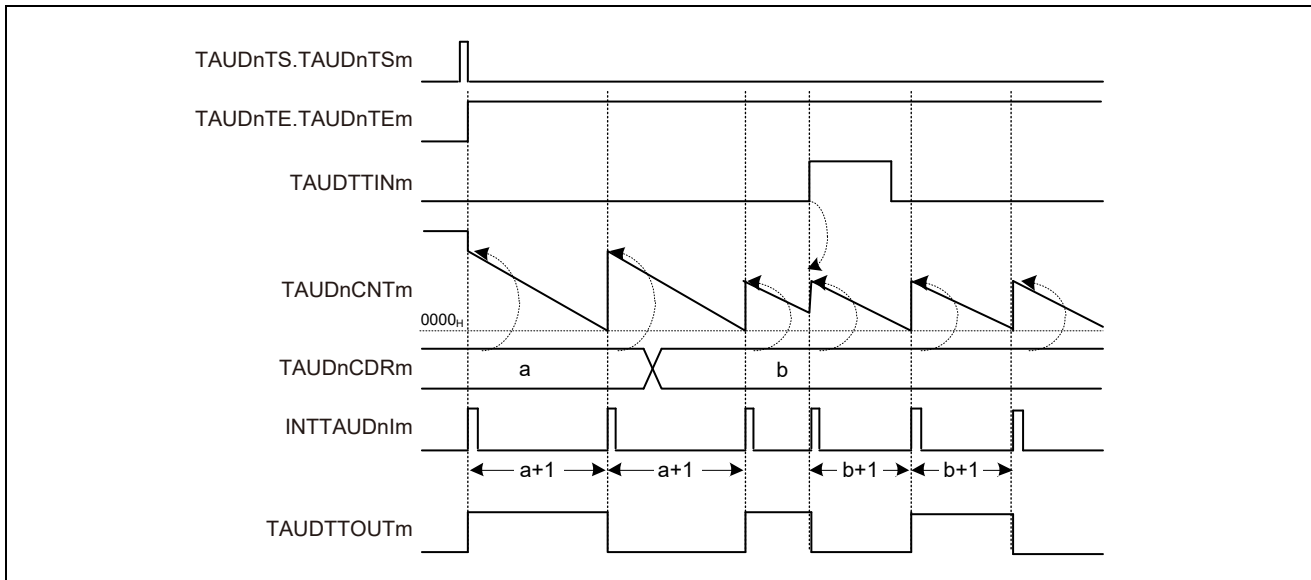 TAUDnTS.TAUDnTSm
TAUDnTE.TAUDnTEm
TAUDTTINm
TAUDnCNTm
0000H
TAUDnCDRm
a
b
INTTAUDnIm
a+1
a+1
b+1
b+1
TAUDTTOUTm